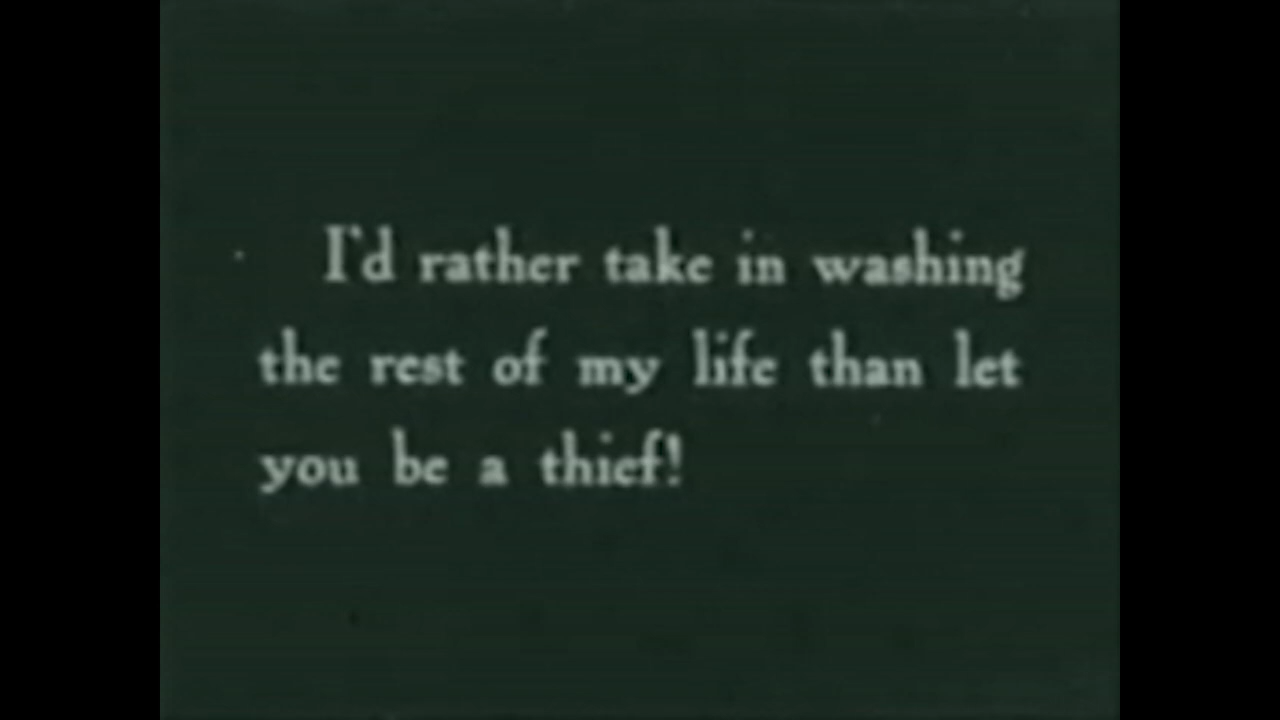 I'd rather take in washing
the rest of my life than let
you be a thief!